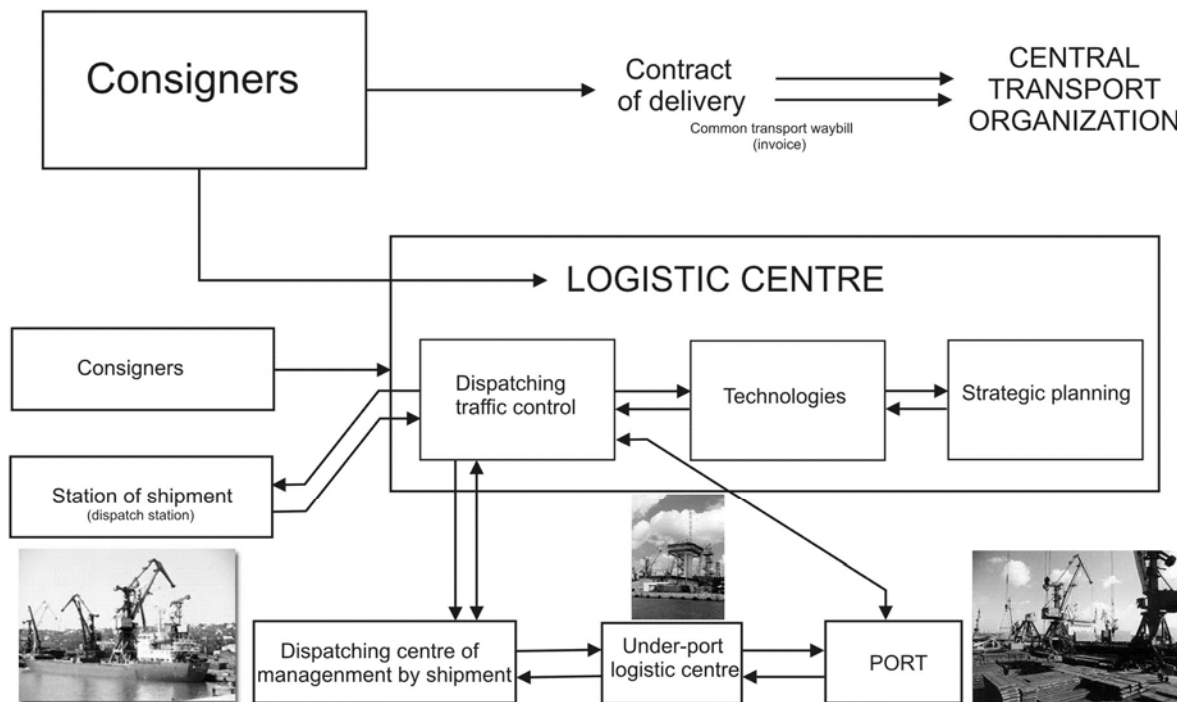 Consigners
Contract
of delivery
Common transport waybill
(invoice)
CENTRAL
TRANSPORT
ORGANIZATION
LOGISTIC CENTRE
Consigners
Dispatching
traffic control
Technologies
Strategic planning
Station of shipment
(dispatch station)
Dispatching centre of
managenment by shipment
Under-port
logistic centre
PORT